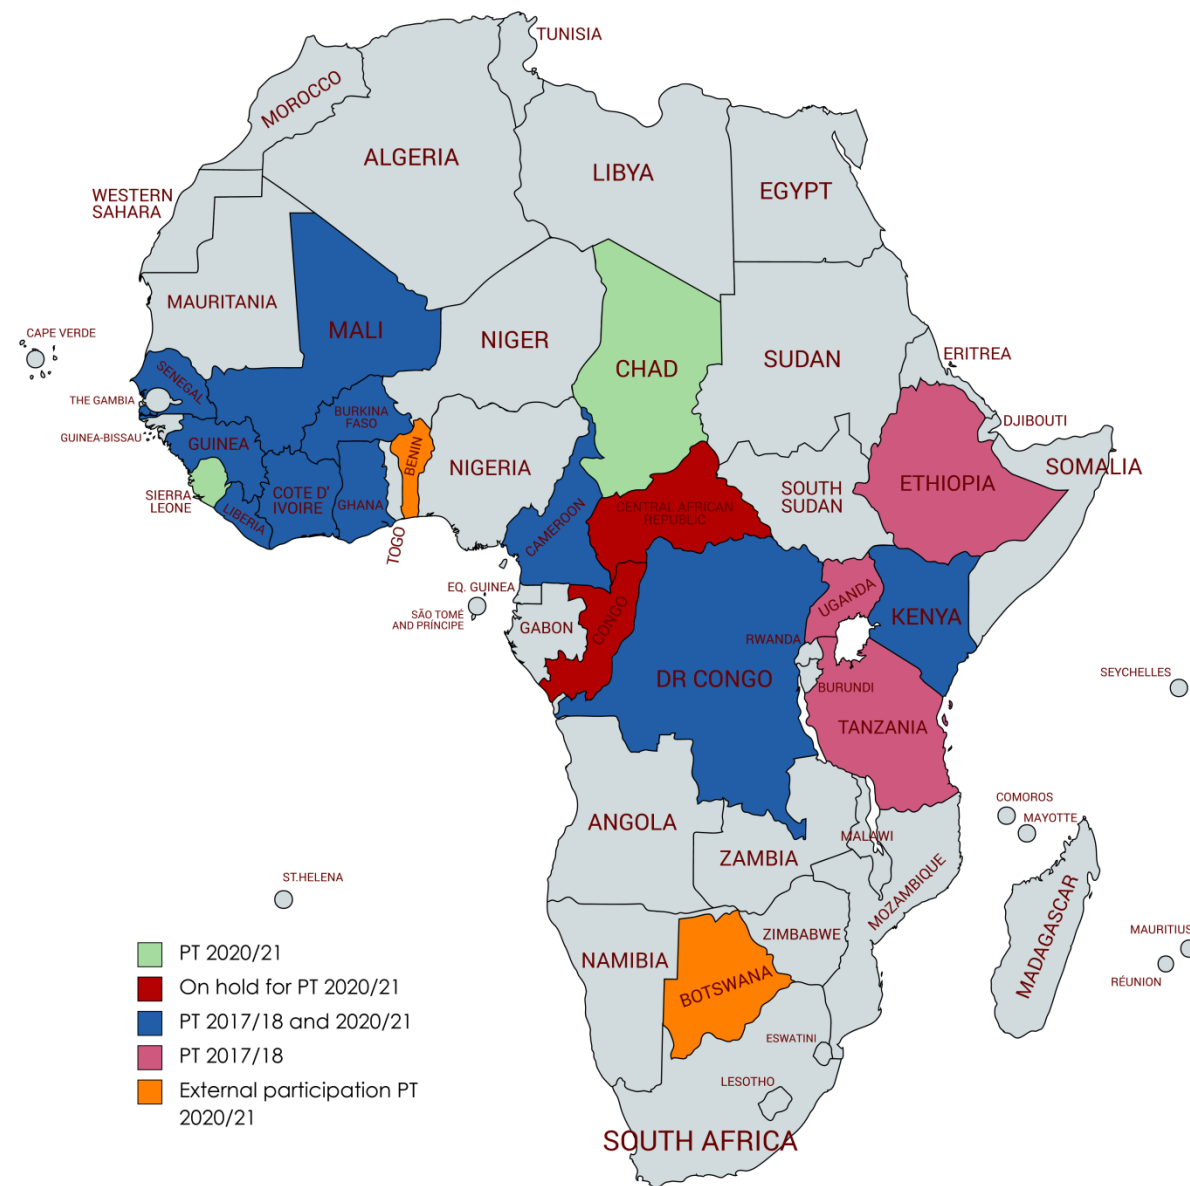 TUNISIA
MOROCCO
ALGERIA
LIBYA
EGYPT
WESTERN
SAHARA
MAURITANIA
MALI
NIGER
CHAD
SUDAN
ERITREA
CAPE VERDE
SENEGAL
THE GAMBIA
GUINEA-BISSAU
GUINEA
BURKINA
FASO
BENIN
NIGERIA
DJIBOUTI
SOMALIA
ETHIOPIA
SOUTH
SUDAN
SIERRA
LEONE
LIBERIA
COTE D'
IVOIRE
GHANA
TOGO
CAMEROON
CENTRAL AFRICAN
REPUBLIC
EQ. GUINEA
SÃO TOMÉ
AND PRÍNCIPE
GABON
CONGO
DR CONGO
UGANDA
KENYA
RWANDA
BURUNDI
TANZANIA
SEYCHELLES
COMOROS
MAYOTTE
ANGOLA
ZAMBIA
MALAWI
MOZAMBIQUE
MADAGASCAR
MAURITIUS
RÉUNION
ST.HELENA
NAMIBIA
ZIMBABWE
BOTSWANA
ESWATINI
LESOTHO
SOUTH AFRICA
PT 2020/21
On hold for PT 2020/21
PT 2017/18 and 2020/21
PT 2017/18
External participation PT
2020/21